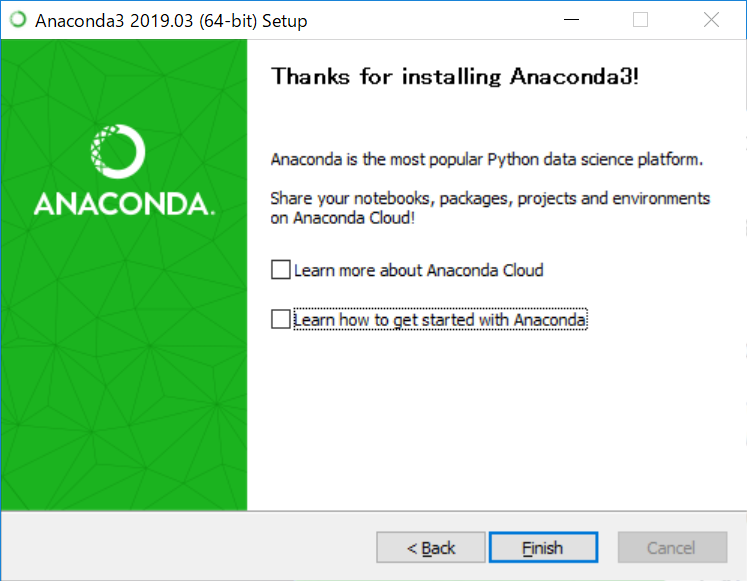 Anaconda3 2019.03 (64-bit) Setup
ANACONDA.
Thanks for installing Anaconda3!
Anaconda is the most popular Python data science platform.
Share your notebooks, packages, projects and environments
on Anaconda Cloud!
Learn more about Anaconda Cloud
Learn how to get started with Anaconda
< Back
Finish
Cancel